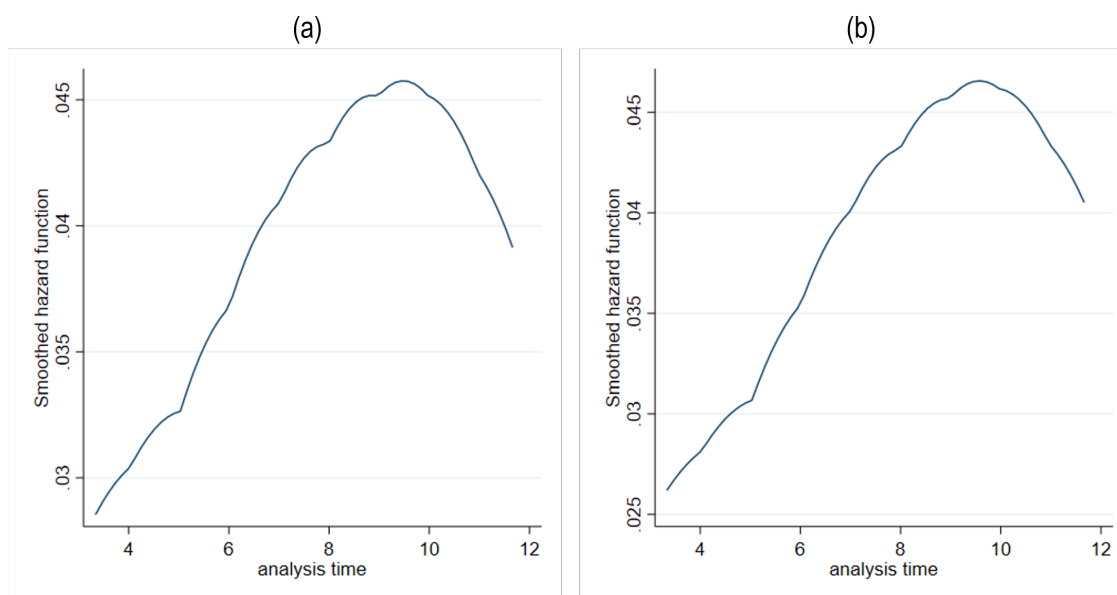 (a)
Smoothed hazard function
.045
.04
.035
.03
4 6 8 10 12
analysis time
(b)
Smoothed hazard function
.045
.04
.035
.03
.025
4 6 8 10 12
analysis time